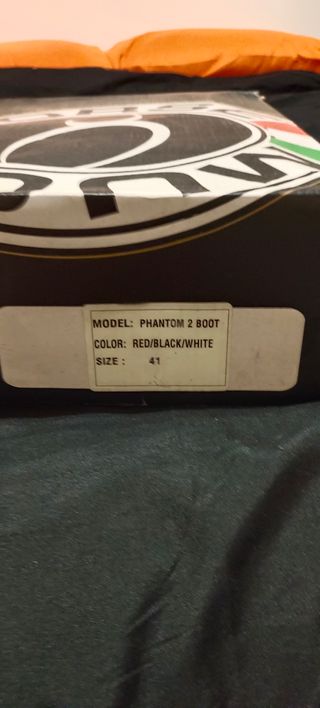 MODEL: PHANTOM 2 BOOT
COLOR: RED/BLACK/WHITE
SIZE : 41